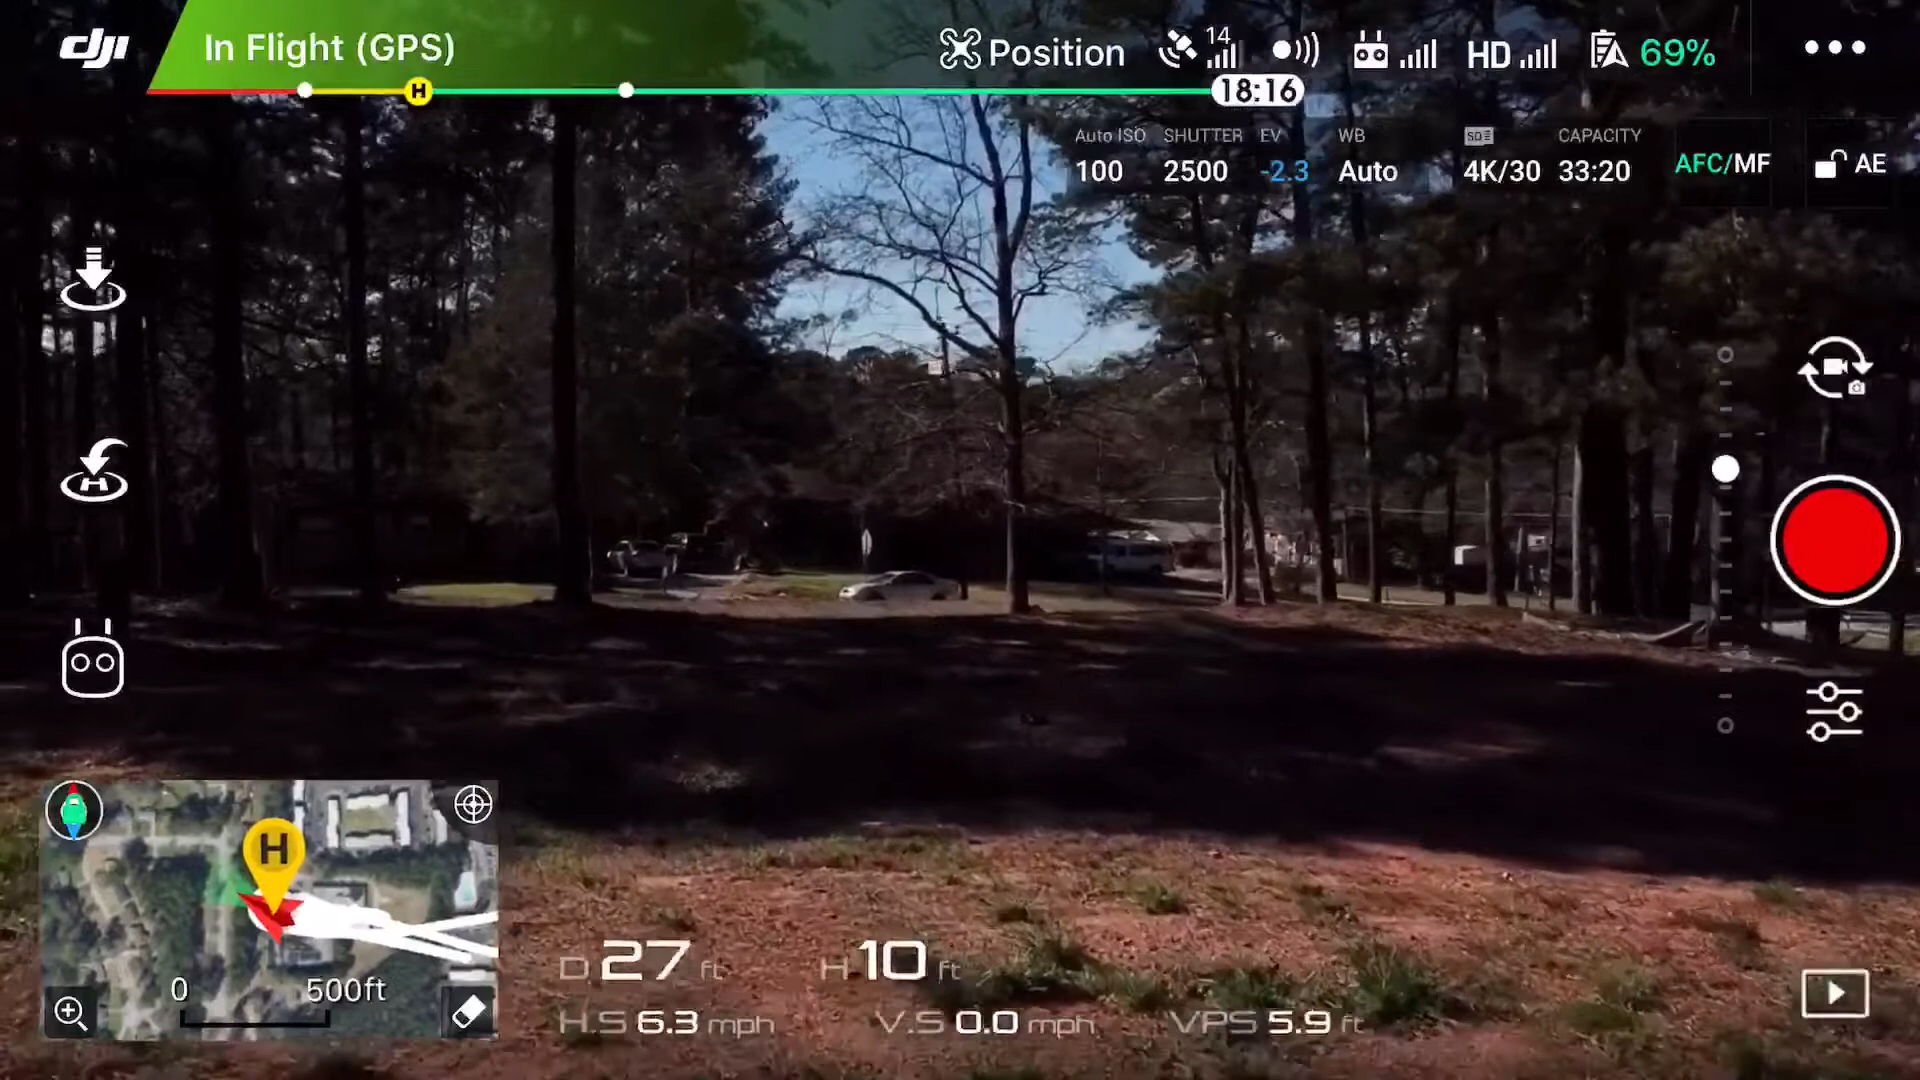 dji In Flight (GPS) Position 14 HD 69%
H 18:16
Auto ISO SHUTTER EV WB SD CAPACITY
100 2500 -2.3 Auto 4K/30 33:20 AFC/MF AE
H
H
0 500ft
D 27 ft H 10 ft
H.S 6.3 mph V.S 0.0 mph VPS 5.9 ft